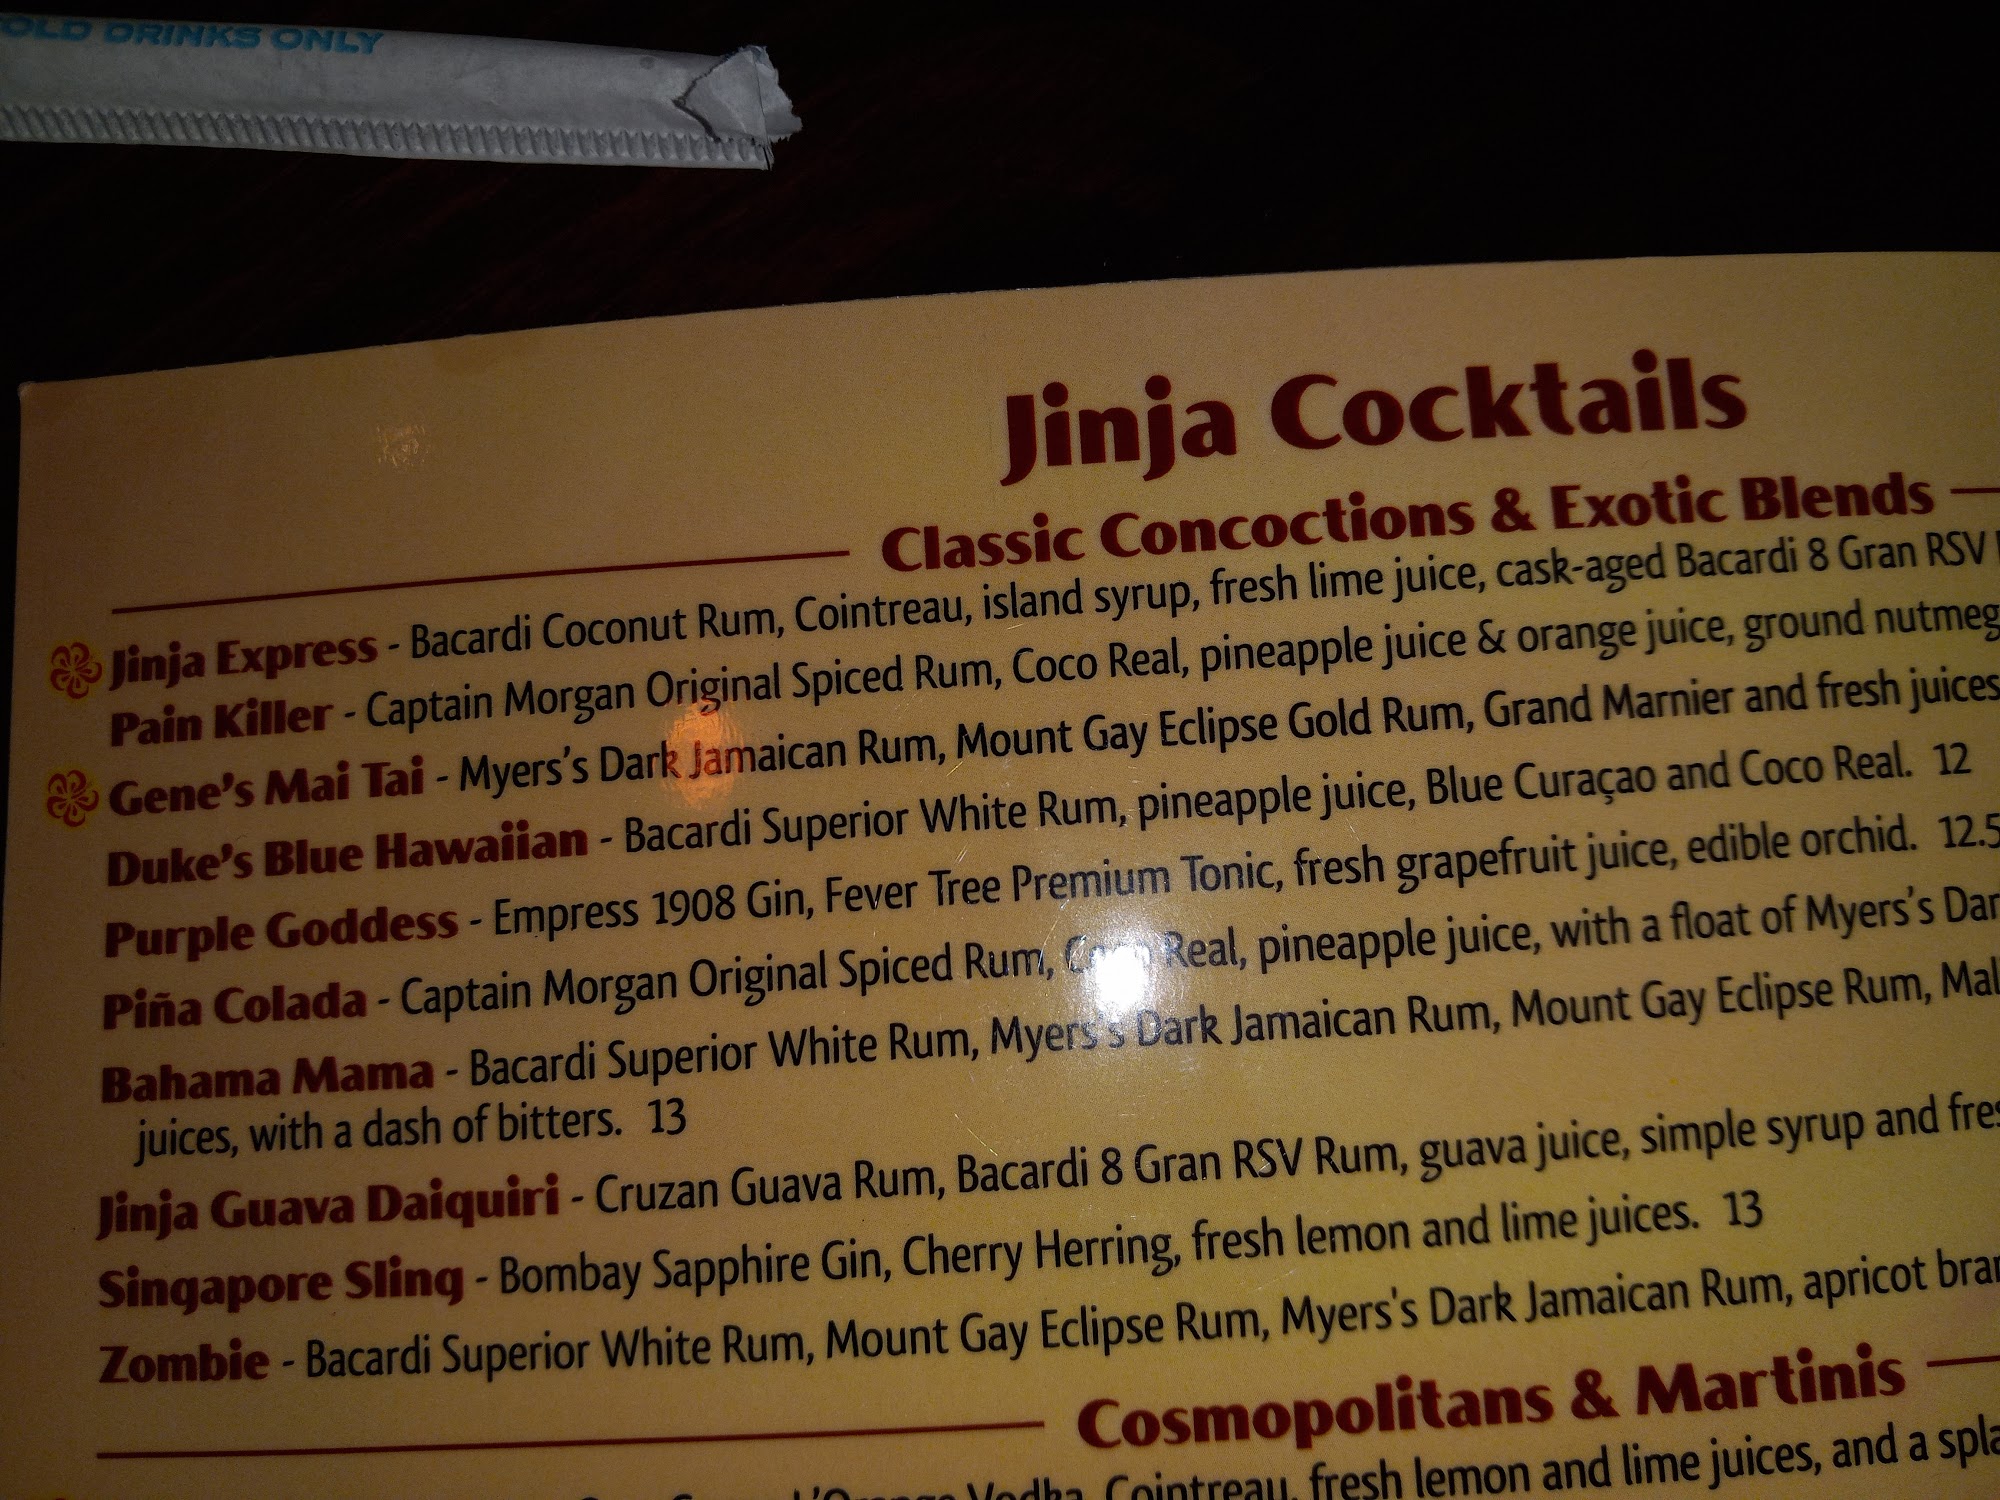 OLD DRINKS ONLY
Jinja Cocktails
Classic Concoctions & Exotic Blends
Jinja Express - Bacardi Coconut Rum, Cointreau, island syrup, fresh lime juice, cask-aged Bacardi 8 Gran RSV
Pain Killer - Captain Morgan Original Spiced Rum, Coco Real, pineapple juice & orange juice, ground nutmeg
Gene's Mai Tai - Myers's Dark Jamaican Rum, Mount Gay Eclipse Gold Rum, Grand Marnier and fresh juices
Duke's Blue Hawaiian - Bacardi Superior White Rum, pineapple juice, Blue Curaçao and Coco Real. 12
Purple Goddess - Empress 1908 Gin, Fever Tree Premium Tonic, fresh grapefruit juice, edible orchid. 12.5
Piña Colada - Captain Morgan Original Spiced Rum, Coco Real, pineapple juice, with a float of Myers's Dar
Bahama Mama - Bacardi Superior White Rum, Myers's Dark Jamaican Rum, Mount Gay Eclipse Rum, Mal
juices, with a dash of bitters. 13
Jinja Guava Daiquiri - Cruzan Guava Rum, Bacardi 8 Gran RSV Rum, guava juice, simple syrup and fres
Singapore Sling - Bombay Sapphire Gin, Cherry Herring, fresh lemon and lime juices. 13
Zombie - Bacardi Superior White Rum, Mount Gay Eclipse Rum, Myers's Dark Jamaican Rum, apricot bran
Cosmopolitans & Martinis
Vodka, Cointreau, fresh lemon and lime juices, and a spla